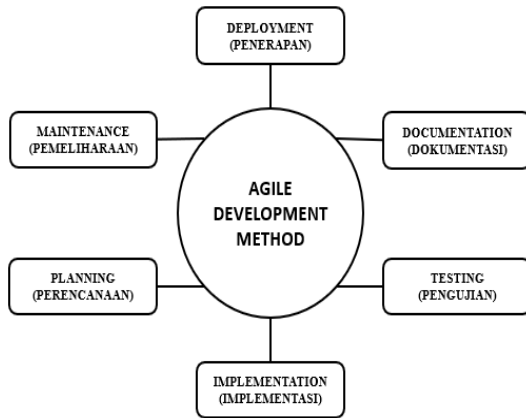 DEPLOYMENT
(PENERAPAN)
MAINTENANCE
(PEMELIHARAAN)
DOCUMENTATION
(DOKUMENTASI)
AGILE
DEVELOPMENT
METHOD
PLANNING
(PERENCANAAN)
TESTING
(PENGUJIAN)
IMPLEMENTATION
(IMPLEMENTASI)